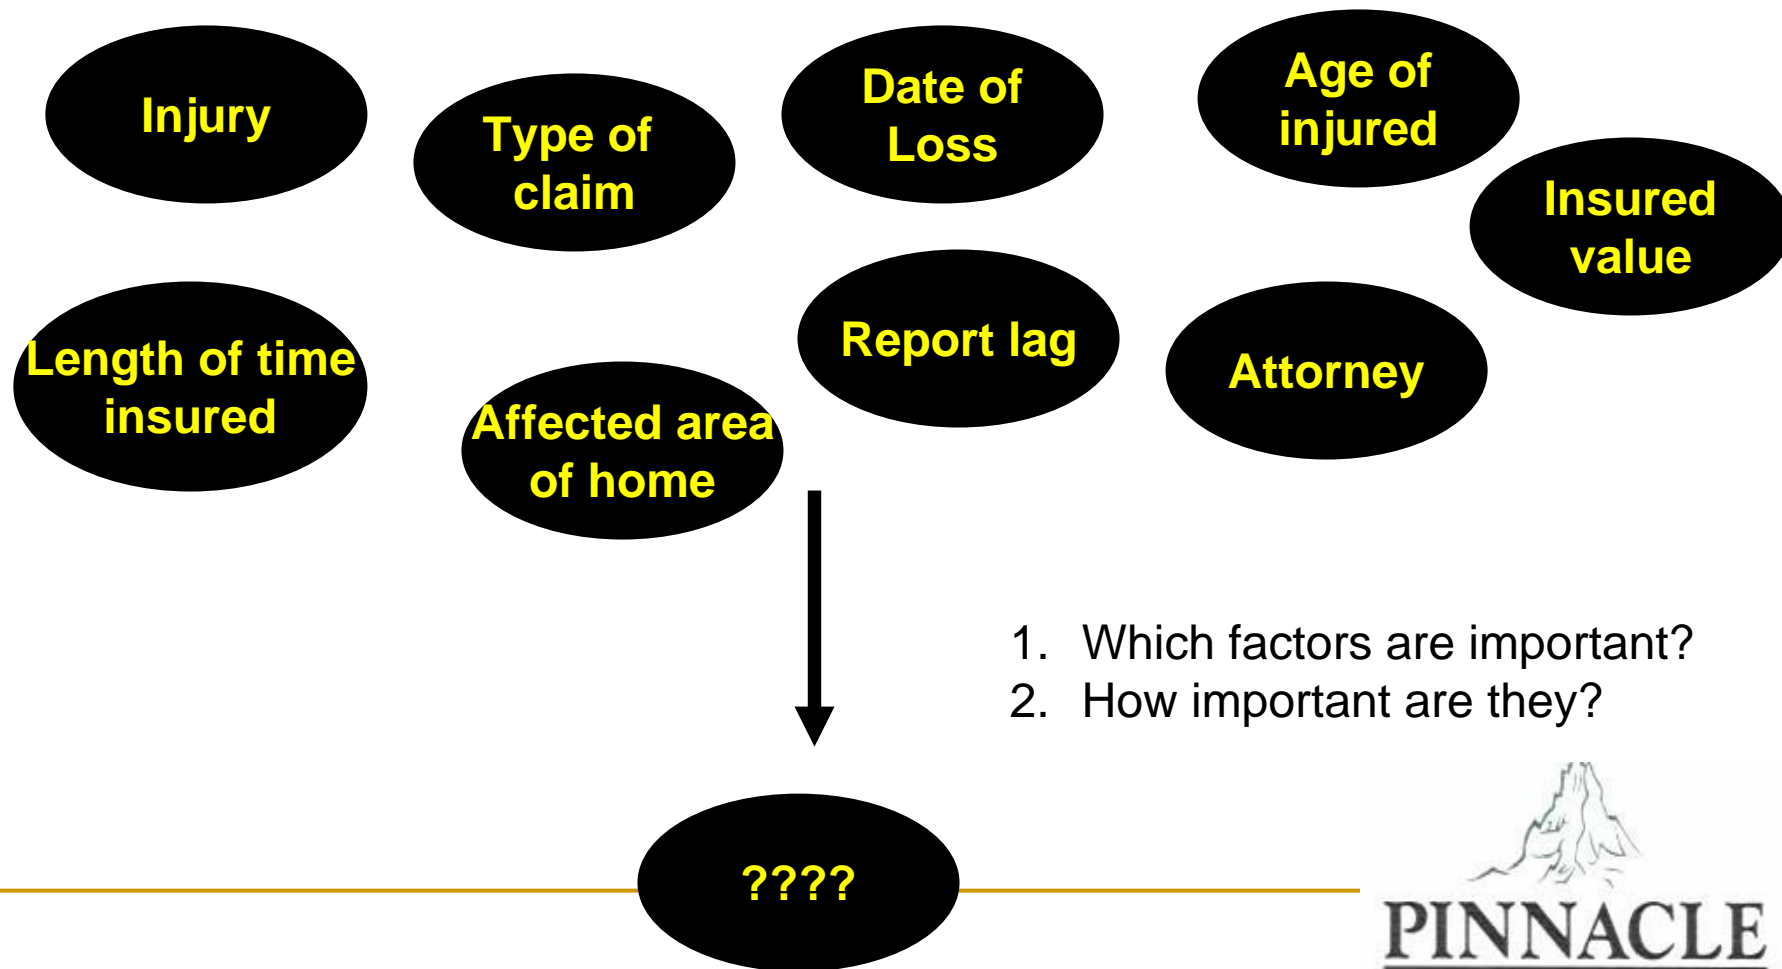 Injury
Type of
claim
Date of
Loss
Age of
injured
Insured
value
Length of time
insured
Affected area
of home
Report lag
Attorney
1. Which factors are important?
2. How important are they?
????
PINNACLE